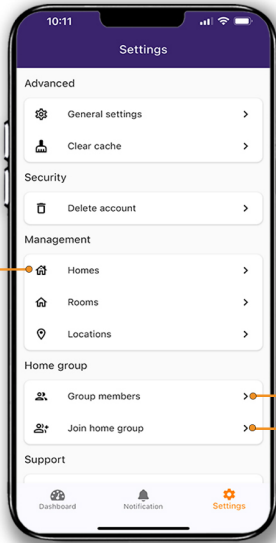 10:11
Settings
Advanced
General settings
Clear cache
Security
Delete account
Management
Homes
Rooms
Locations
Home group
Group members
Join home group
Support
Dashboard
Notification
Settings